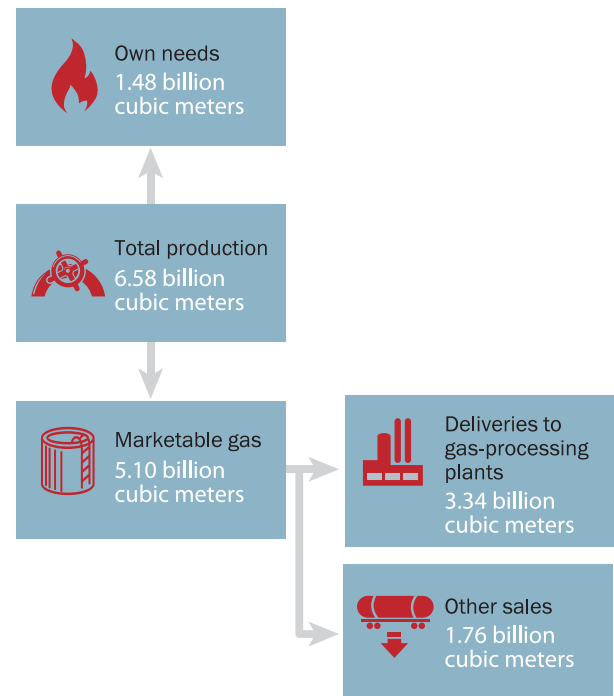 Own needs
1.48 billion
cubic meters
Total production
6.58 billion
cubic meters
Marketable gas
5.10 billion
cubic meters
Deliveries to
gas-processing
plants
3.34 billion
cubic meters
Other sales
1.76 billion
cubic meters